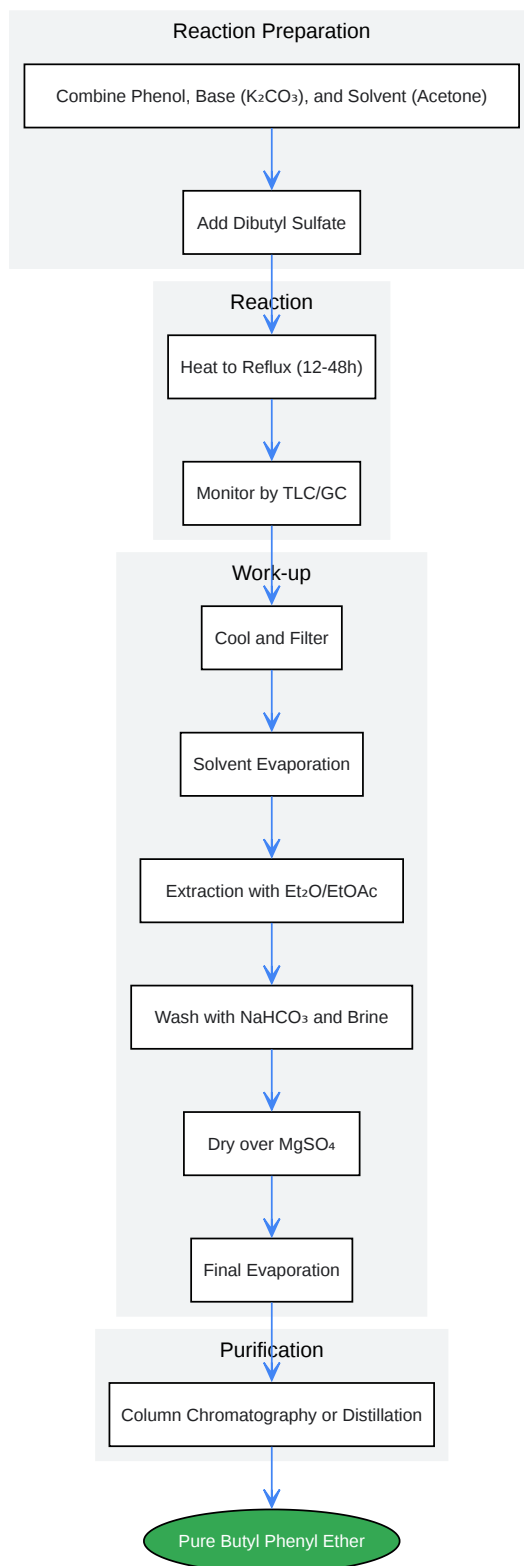 Reaction Preparation
Combine Phenol, Base (K₂CO₃), and Solvent (Acetone)
Add Dibutyl Sulfate
Reaction
Heat to Reflux (12-48h)
Monitor by TLC/GC
Work-up
Cool and Filter
Solvent Evaporation
Extraction with Et₂O/EtOAc
Wash with NaHCO₃ and Brine
Dry over MgSO₄
Final Evaporation
Purification
Column Chromatography or Distillation
Pure Butyl Phenyl Ether